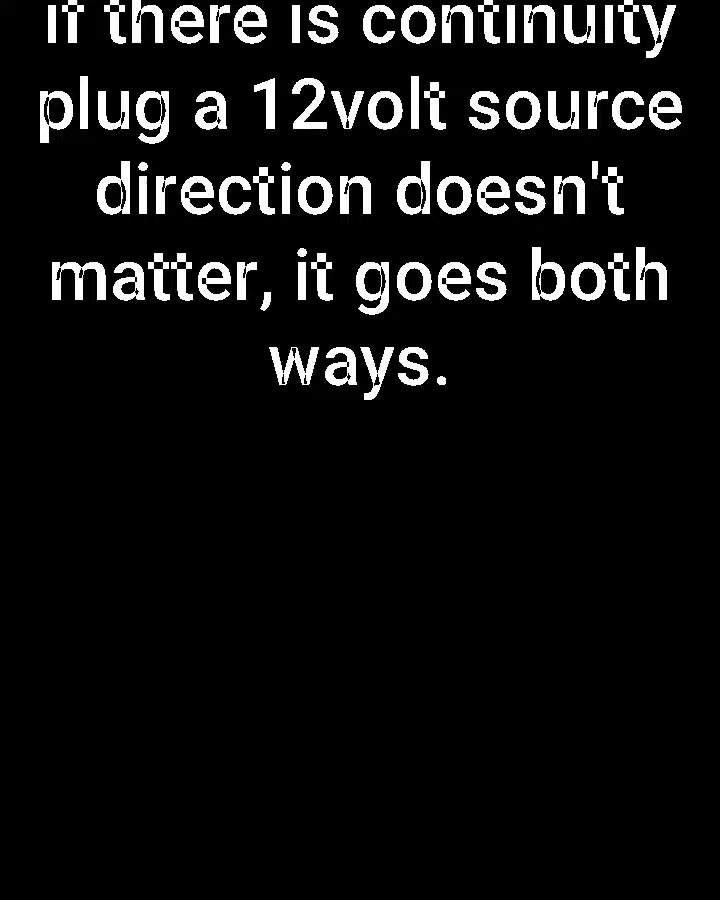 if there is continuity
plug a 12volt source
direction doesn't
matter, it goes both
ways.